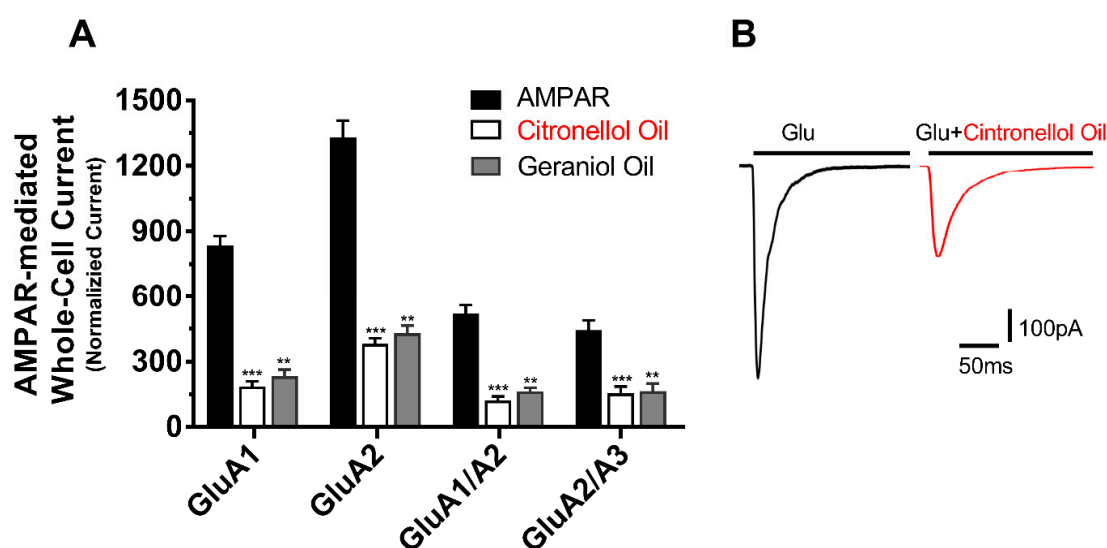 A
B
AMPAR-mediated
Whole-Cell Current
(Normalizied Current)
1500
1200
900
600
300
0
AMPAR
Citronellol Oil
Geraniol Oil
*** **
*** **
*** **
*** **
GluA1
GluA2
GluA1/A2
GluA2/A3
Glu
Glu+Cintronellol Oil
100pA
50ms